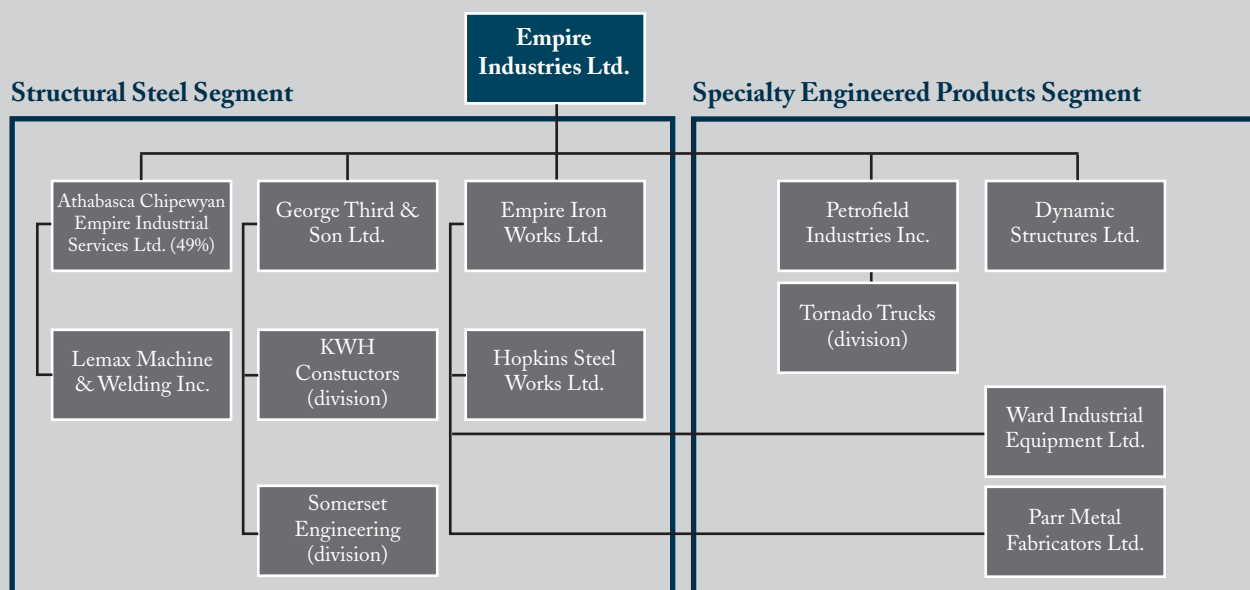 Empire
Industries Ltd.
Structural Steel Segment
Specialty Engineered Products Segment
Athabasca Chipewyan
Empire Industrial
Services Ltd. (49%)
George Third &
Son Ltd.
Empire Iron
Works Ltd.
Petrofield
Industries Inc.
Dynamic
Structures Ltd.
Tornado Trucks
(division)
Lemax Machine
& Welding Inc.
KWH
Constuctors
(division)
Hopkins Steel
Works Ltd.
Ward Industrial
Equipment Ltd.
Somerset
Engineering
(division)
Parr Metal
Fabricators Ltd.